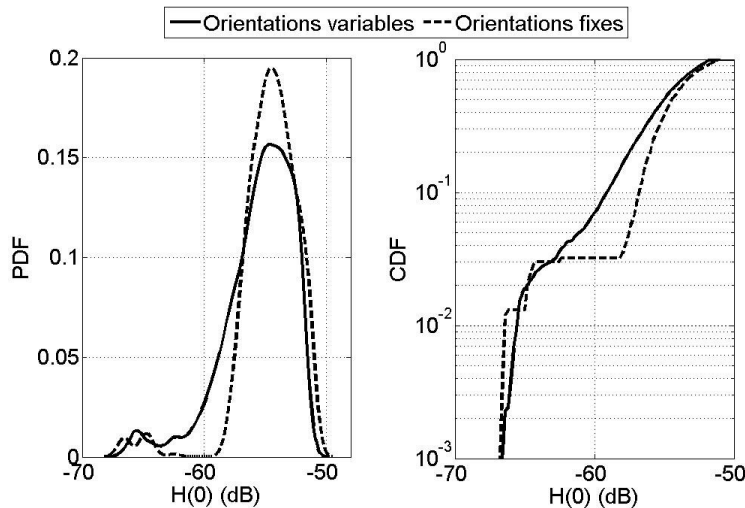 Orientations variables
Orientations fixes
0.2
0.15
0.1
0.05
0
-70
-60
-50
PDF
H(0) (dB)
10^0
10^-1
10^-2
10^-3
-70
-60
-50
CDF
H(0) (dB)